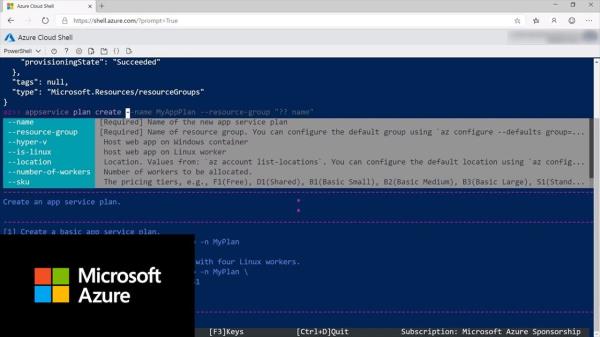 Azure Cloud Shell
https://shell.azure.com/?prompt=True
Azure Cloud Shell
PowerShell
"provisioningState": "Succeeded"
},
"tags": null,
"type": "Microsoft.Resources/resourceGroups"
}
az>> appservice plan create --name MyAppPlan --resource-group "?? name"
--name [Required] Name of the new app service plan
--resource-group [Required] Name of resource group. You can configure the default group using `az configure --defaults group=...
--hyper-v Host web app on Windows container
--is-linux host web app on Linux worker
--location Location. Values from: `az account list-locations`. You can configure the default location using `az config...
--number-of-workers Number of workers to be allocated.
--sku The pricing tiers, e.g., F1(Free), D1(Shared), B1(Basic Small), B2(Basic Medium), B3(Basic Large), S1(Stand...
Create an app service plan.
*
*
[1] Create a basic app service plan.
-n MyPlan
with four Linux workers.
-n MyPlan \
Microsoft
Azure
[F3]Keys [Ctrl+D]Quit Subscription: Microsoft Azure Sponsorship